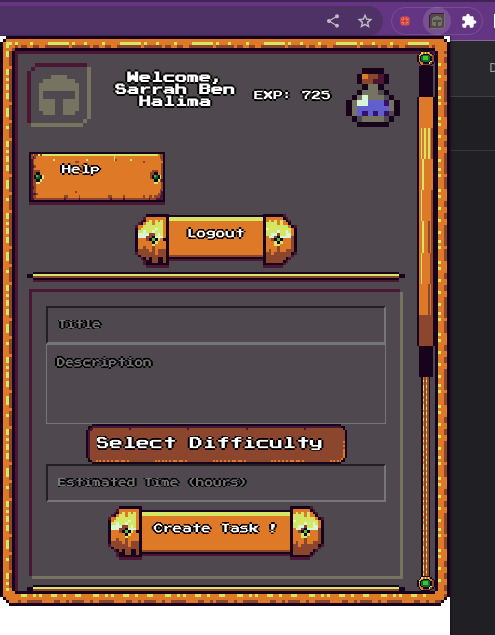 Welcome,
Sarrah Ben
Halima
EXP: 725
Help
Logout
Title
Description
Select Difficulty
Estimated Time (hours)
Create Task !